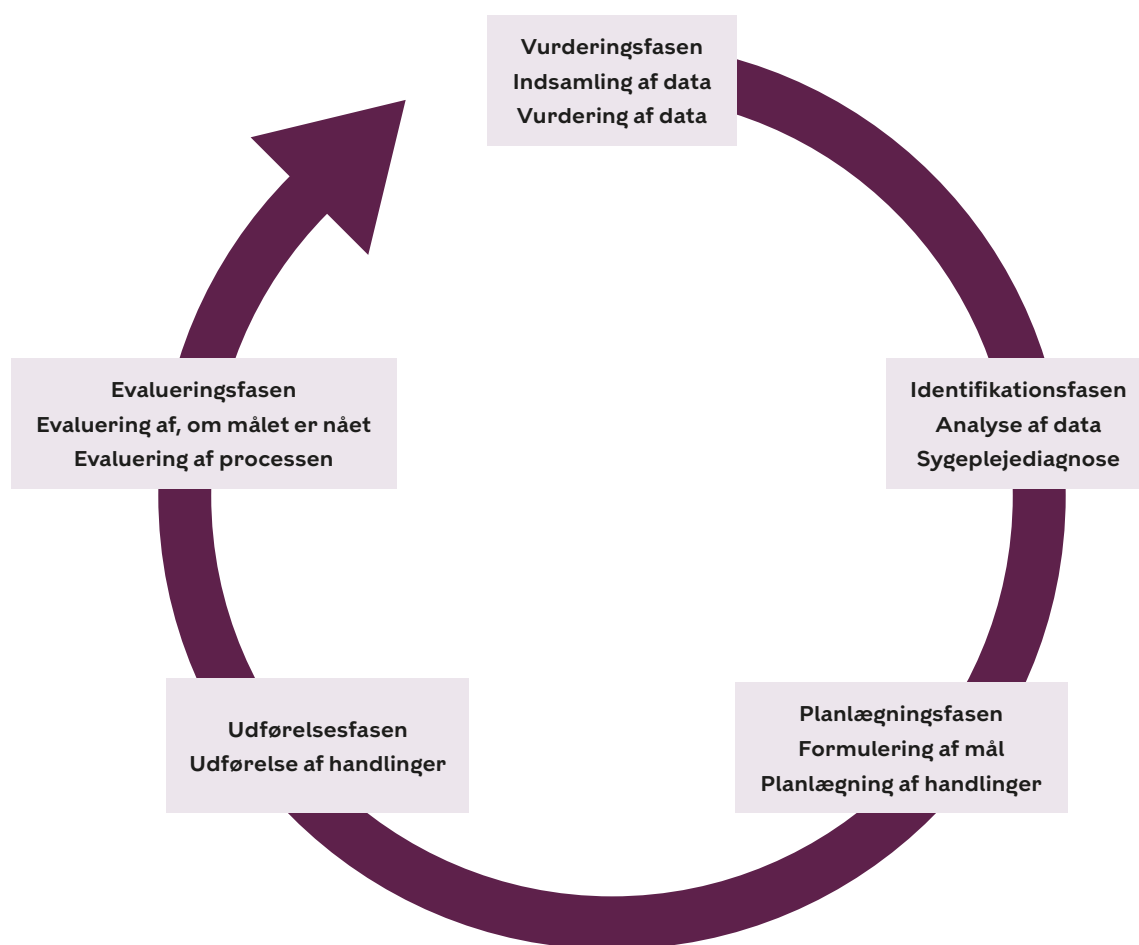 Vurderingsfasen
Indsamling af data
Vurdering af data
Identifikationsfasen
Analyse af data
Sygeplejediagnose
Planlægningsfasen
Formulering af mål
Planlægning af handlinger
Udførelsesfasen
Udførelse af handlinger
Evalueringsfasen
Evaluering af, om målet er nået
Evaluering af processen